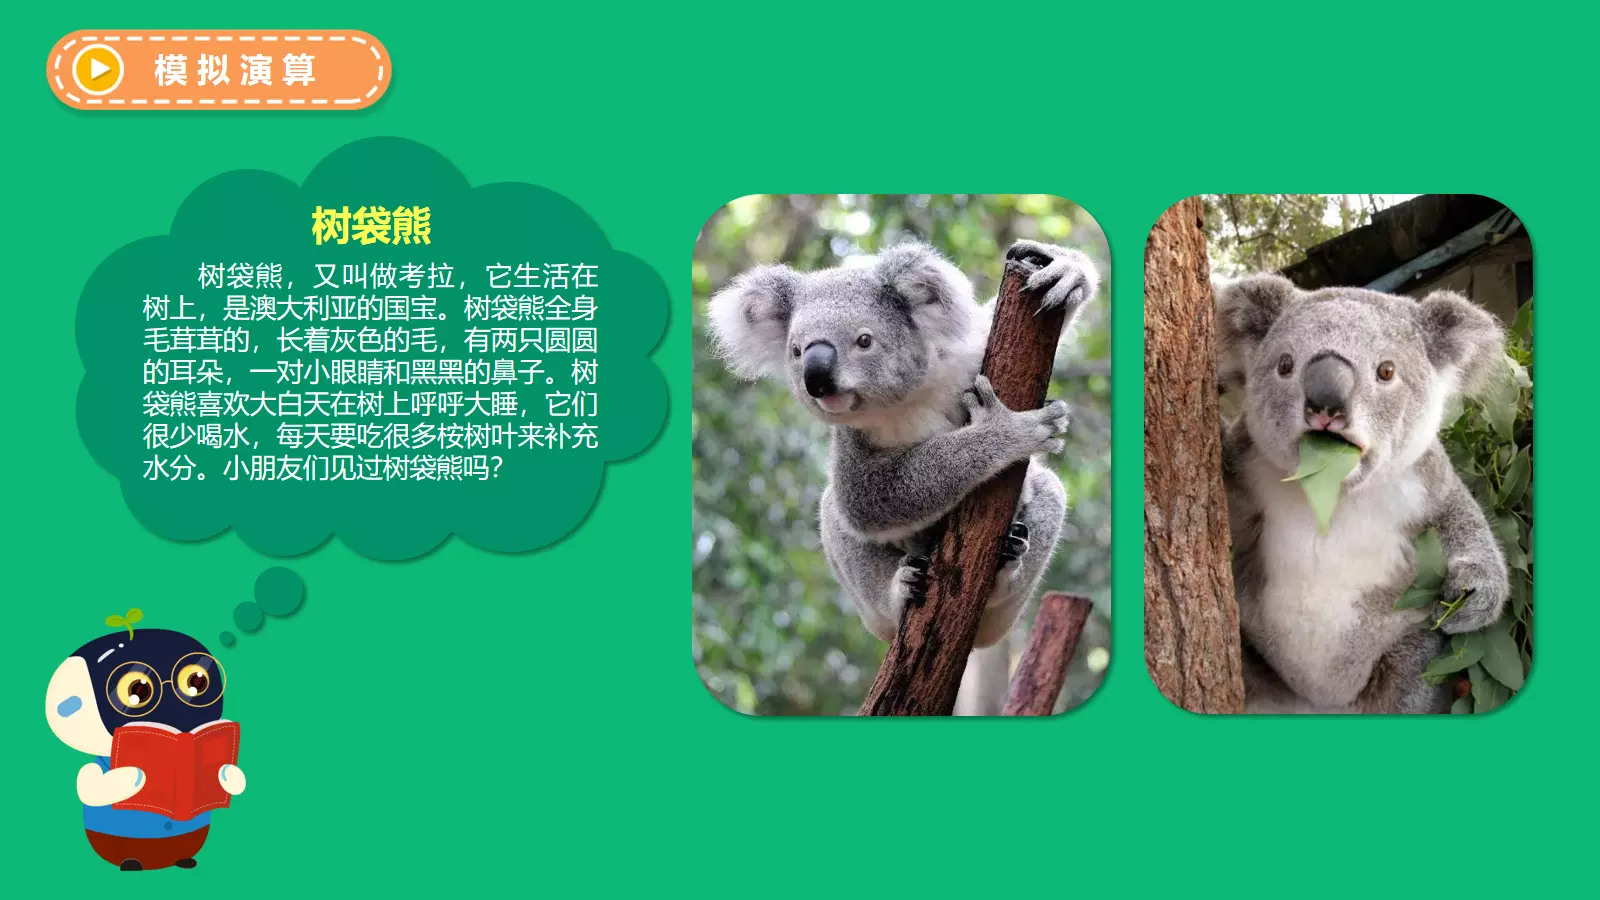 模拟演算
树袋熊
树袋熊，又叫做考拉，它生活在
树上，是澳大利亚的国宝。树袋熊全身
毛茸茸的，长着灰色的毛，有两只圆圆
的耳朵，一对小眼睛和黑黑的鼻子。树
袋熊喜欢大白天在树上呼呼大睡，它们
很少喝水，每天要吃很多桉树叶来补充
水分。小朋友们见过树袋熊吗？